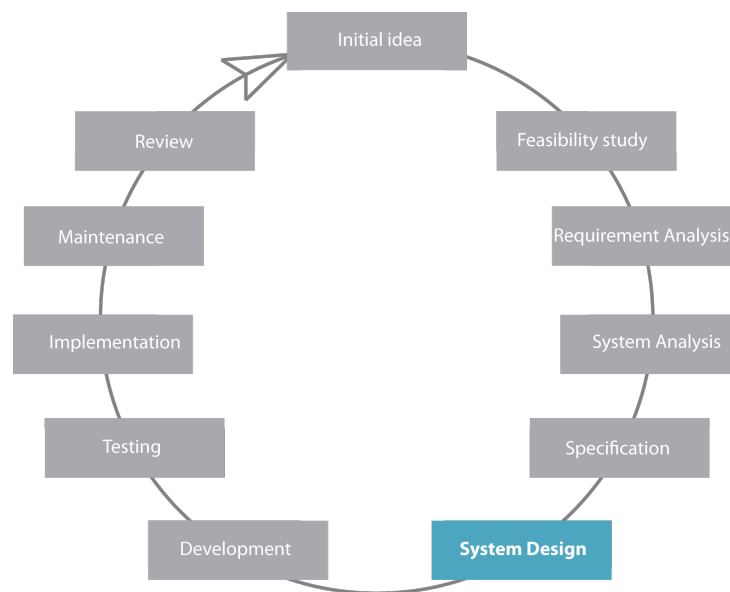 Initial idea
Feasibility study
Requirement Analysis
System Analysis
Specification
System Design
Development
Testing
Implementation
Maintenance
Review